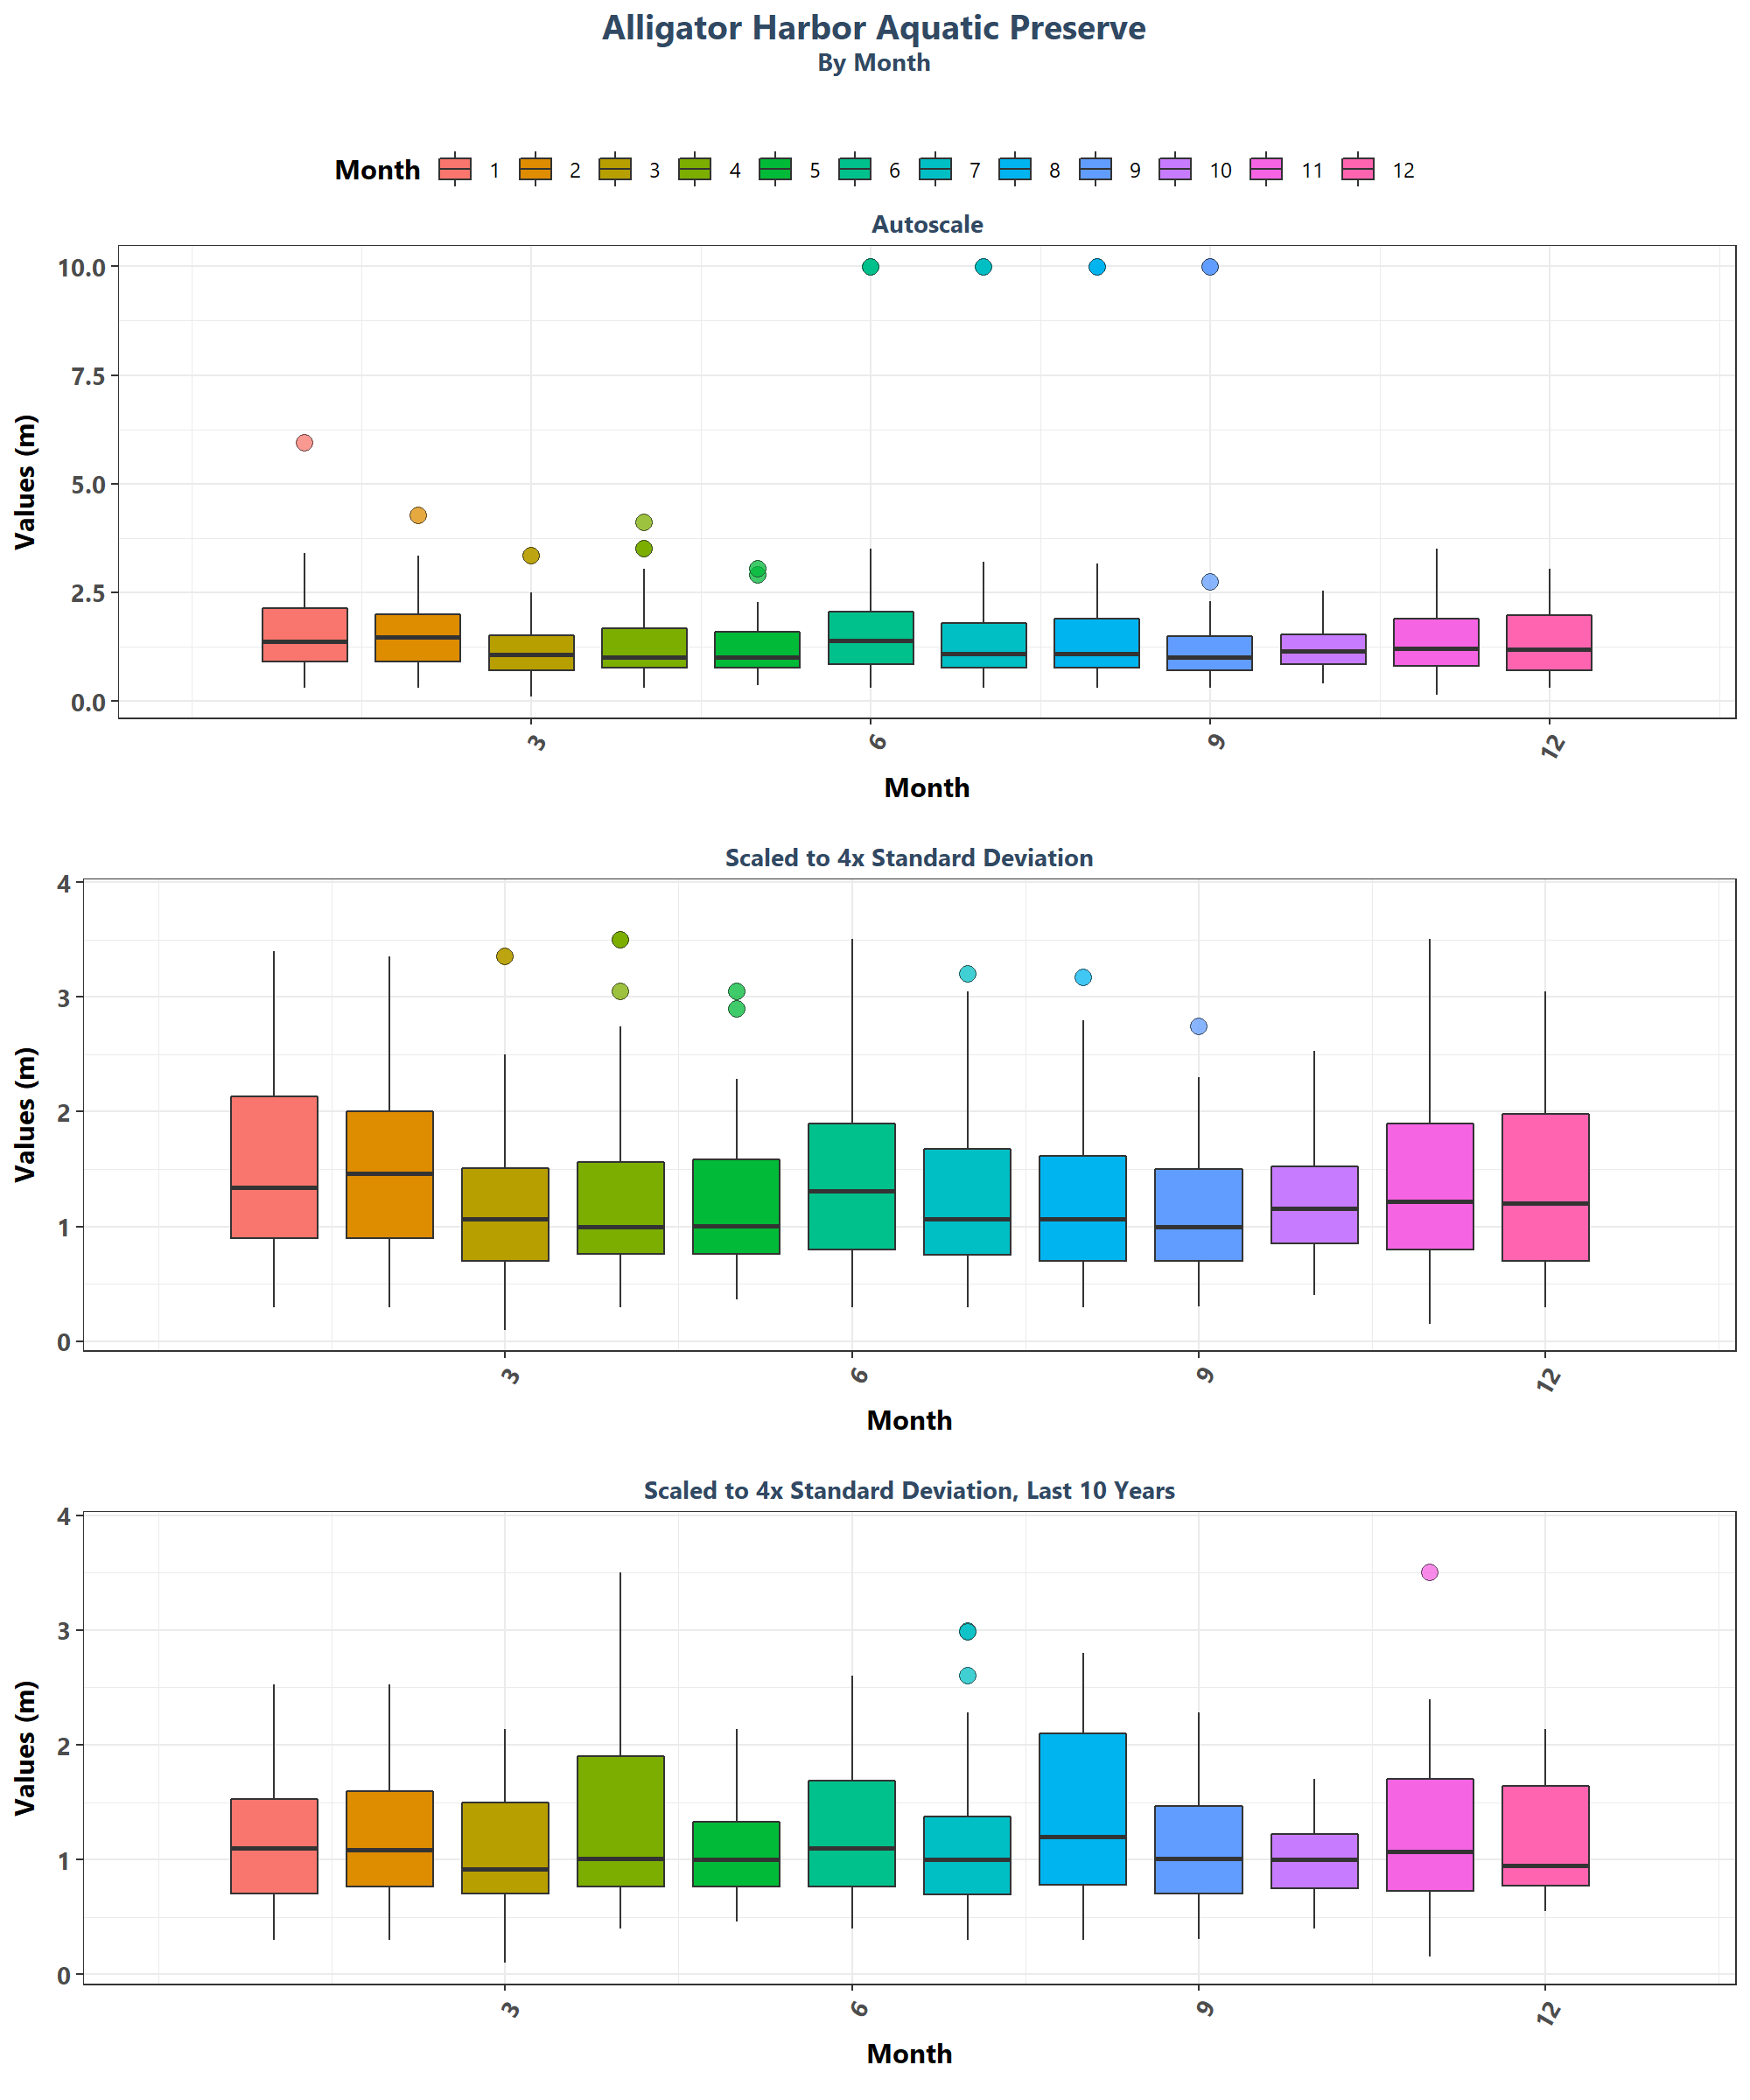 Alligator Harbor Aquatic Preserve
By Month
Month 1 2 3 4 5 6 7 8 9 10 11 12
Autoscale
10.0
7.5
5.0
2.5
0.0
Values (m)
3 6 9 12
Month
Scaled to 4x Standard Deviation
4
3
2
1
0
Values (m)
3 6 9 12
Month
Scaled to 4x Standard Deviation, Last 10 Years
4
3
2
1
0
Values (m)
3 6 9 12
Month